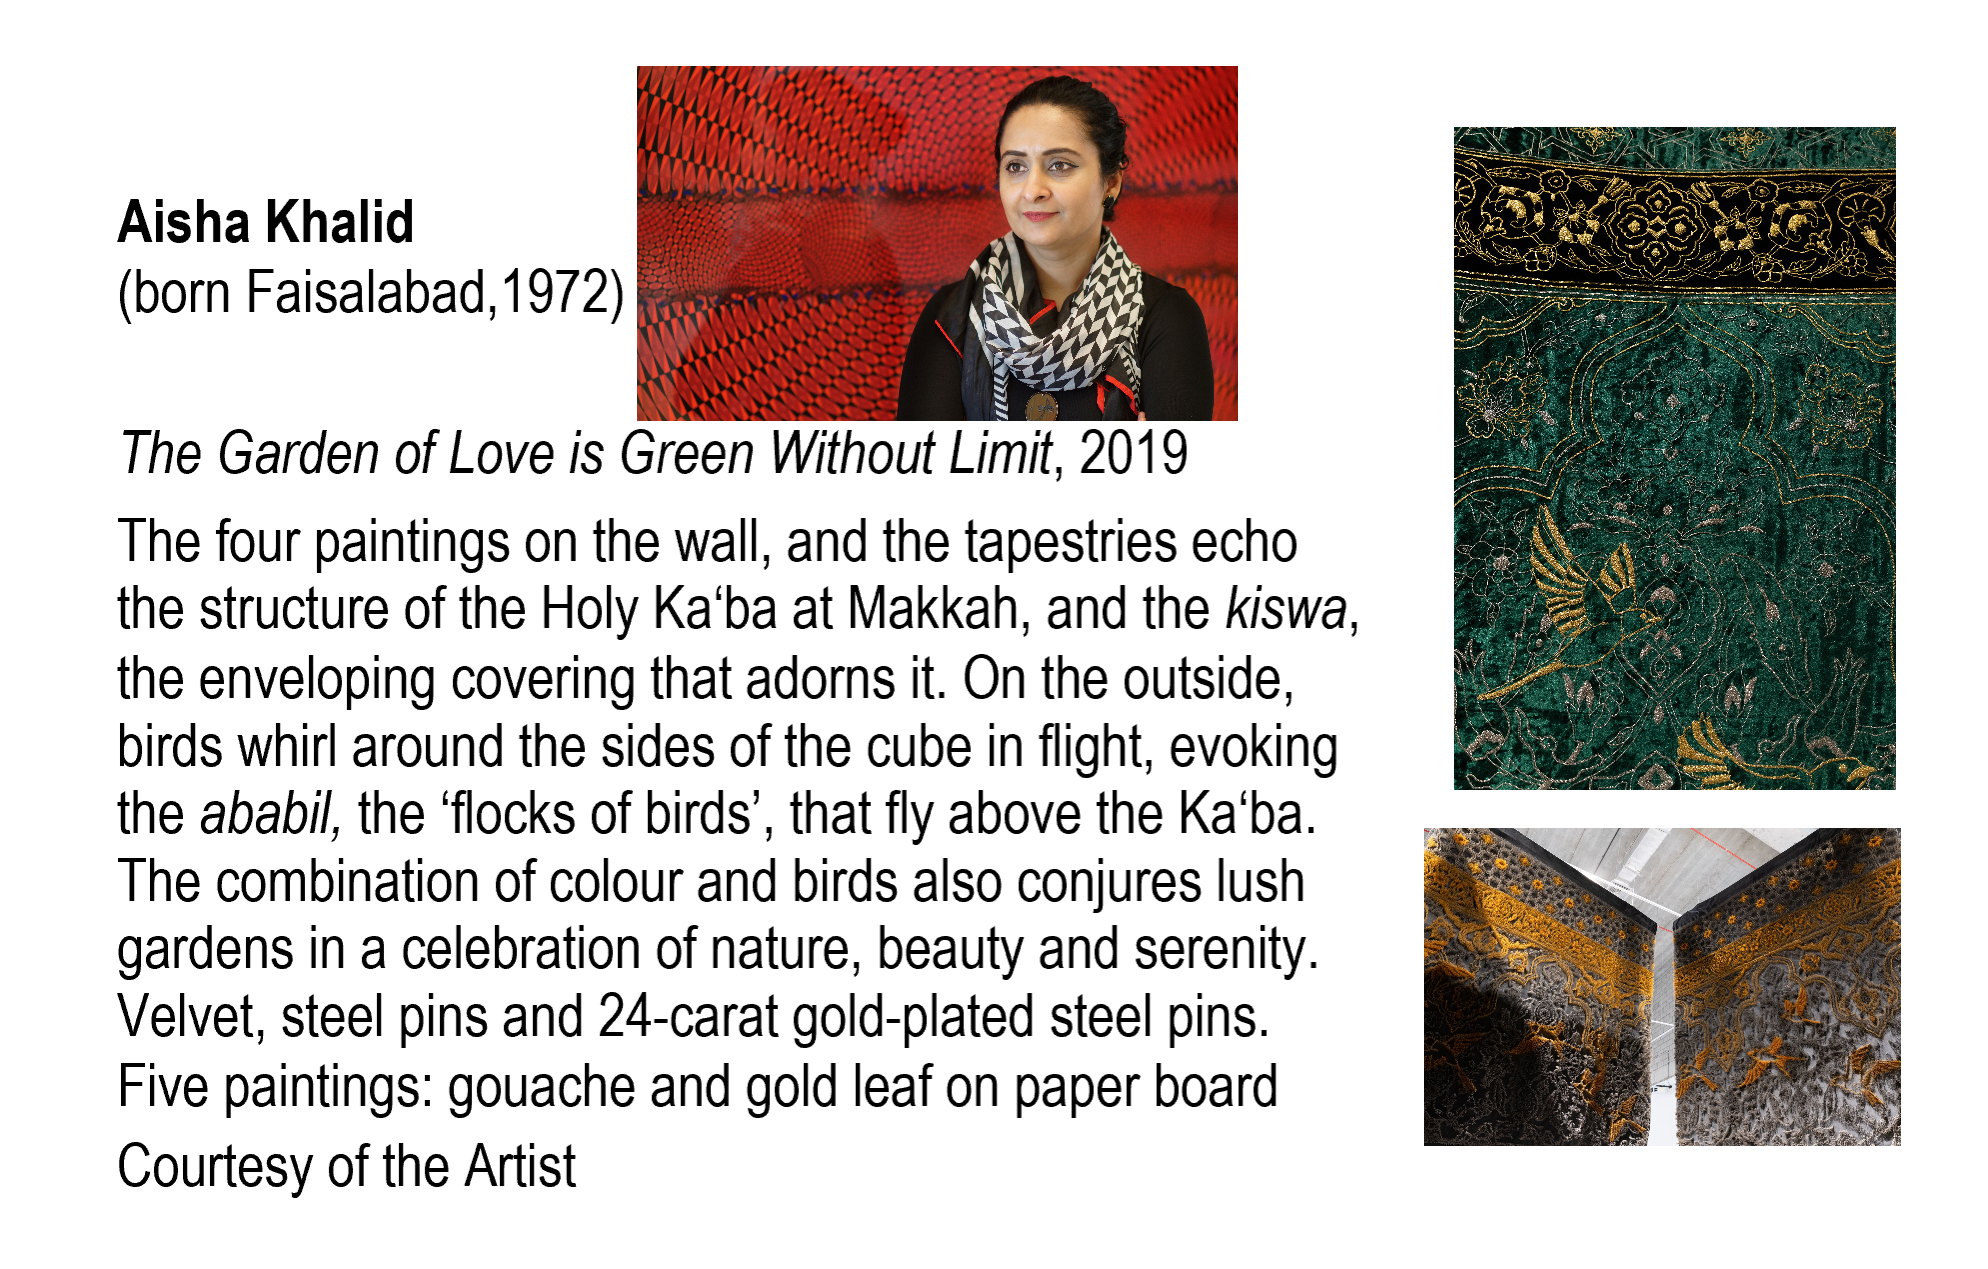 Aisha Khalid
(born Faisalabad,1972)
The Garden of Love is Green Without Limit, 2019
The four paintings on the wall, and the tapestries echo
the structure of the Holy Ka‘ba at Makkah, and the kiswa,
the enveloping covering that adorns it. On the outside,
birds whirl around the sides of the cube in flight, evoking
the ababil, the ‘flocks of birds’, that fly above the Ka‘ba.
The combination of colour and birds also conjures lush
gardens in a celebration of nature, beauty and serenity.
Velvet, steel pins and 24-carat gold-plated steel pins.
Five paintings: gouache and gold leaf on paper board
Courtesy of the Artist